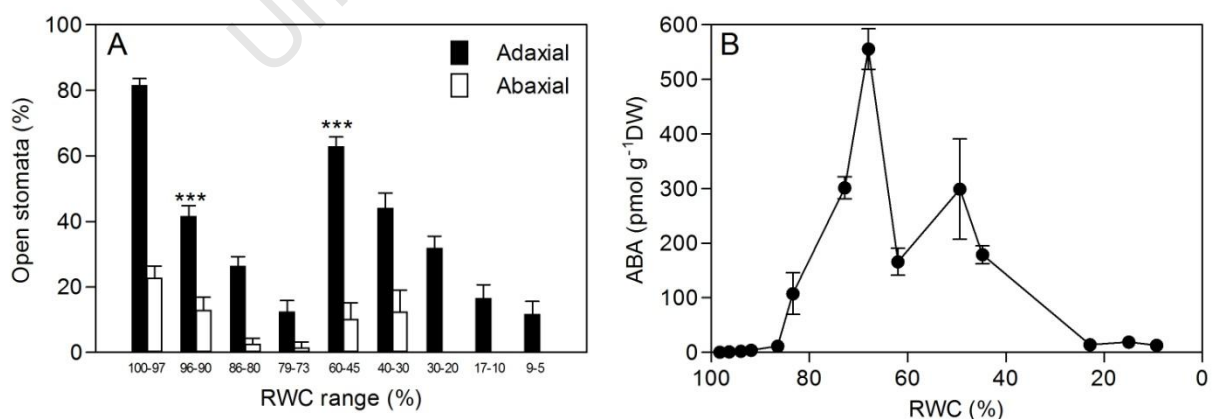 A
Adaxial
Abaxial
Open stomata (%)
100
80
60
40
20
0
***
***
100-97 96-90 86-80 79-73 60-45 40-30 30-20 17-10 9-5
RWC range (%)
B
ABA (pmol g⁻¹DW)
600
500
400
300
200
100
0
100 80 60 40 20 0
RWC (%)